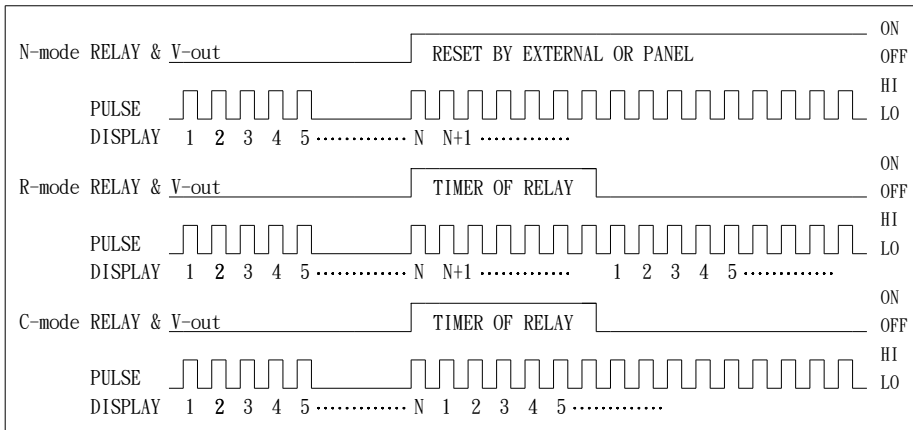 ON
N-mode RELAY & V-out RESET BY EXTERNAL OR PANEL OFF
HI
PULSE LO
DISPLAY 1 2 3 4 5 ············ N N+1 ············
ON
R-mode RELAY & V-out TIMER OF RELAY OFF
HI
PULSE LO
DISPLAY 1 2 3 4 5 ············ N N+1 ············ 1 2 3 4 5 ············
ON
C-mode RELAY & V-out TIMER OF RELAY OFF
HI
PULSE LO
DISPLAY 1 2 3 4 5 ············ N 1 2 3 4 5 ············